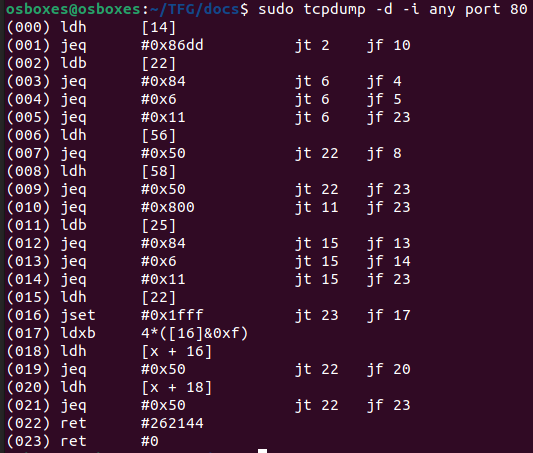 osboxes@osboxes:~/TFG/docs$ sudo tcpdump -d -i any port 80
(000) ldh      [14]
(001) jeq      #0x86dd          jt 2    jf 10
(002) ldb      [22]
(003) jeq      #0x84            jt 6    jf 4
(004) jeq      #0x6             jt 6    jf 5
(005) jeq      #0x11            jt 6    jf 23
(006) ldh      [56]
(007) jeq      #0x50            jt 22   jf 8
(008) ldh      [58]
(009) jeq      #0x50            jt 22   jf 23
(010) jeq      #0x800           jt 11   jf 23
(011) ldb      [25]
(012) jeq      #0x84            jt 15   jf 13
(013) jeq      #0x6             jt 15   jf 14
(014) jeq      #0x11            jt 15   jf 23
(015) ldh      [22]
(016) jset     #0x1fff          jt 23   jf 17
(017) ldxb     4*([16]&0xf)
(018) ldh      [x + 16]
(019) jeq      #0x50            jt 22   jf 20
(020) ldh      [x + 18]
(021) jeq      #0x50            jt 22   jf 23
(022) ret      #262144
(023) ret      #0